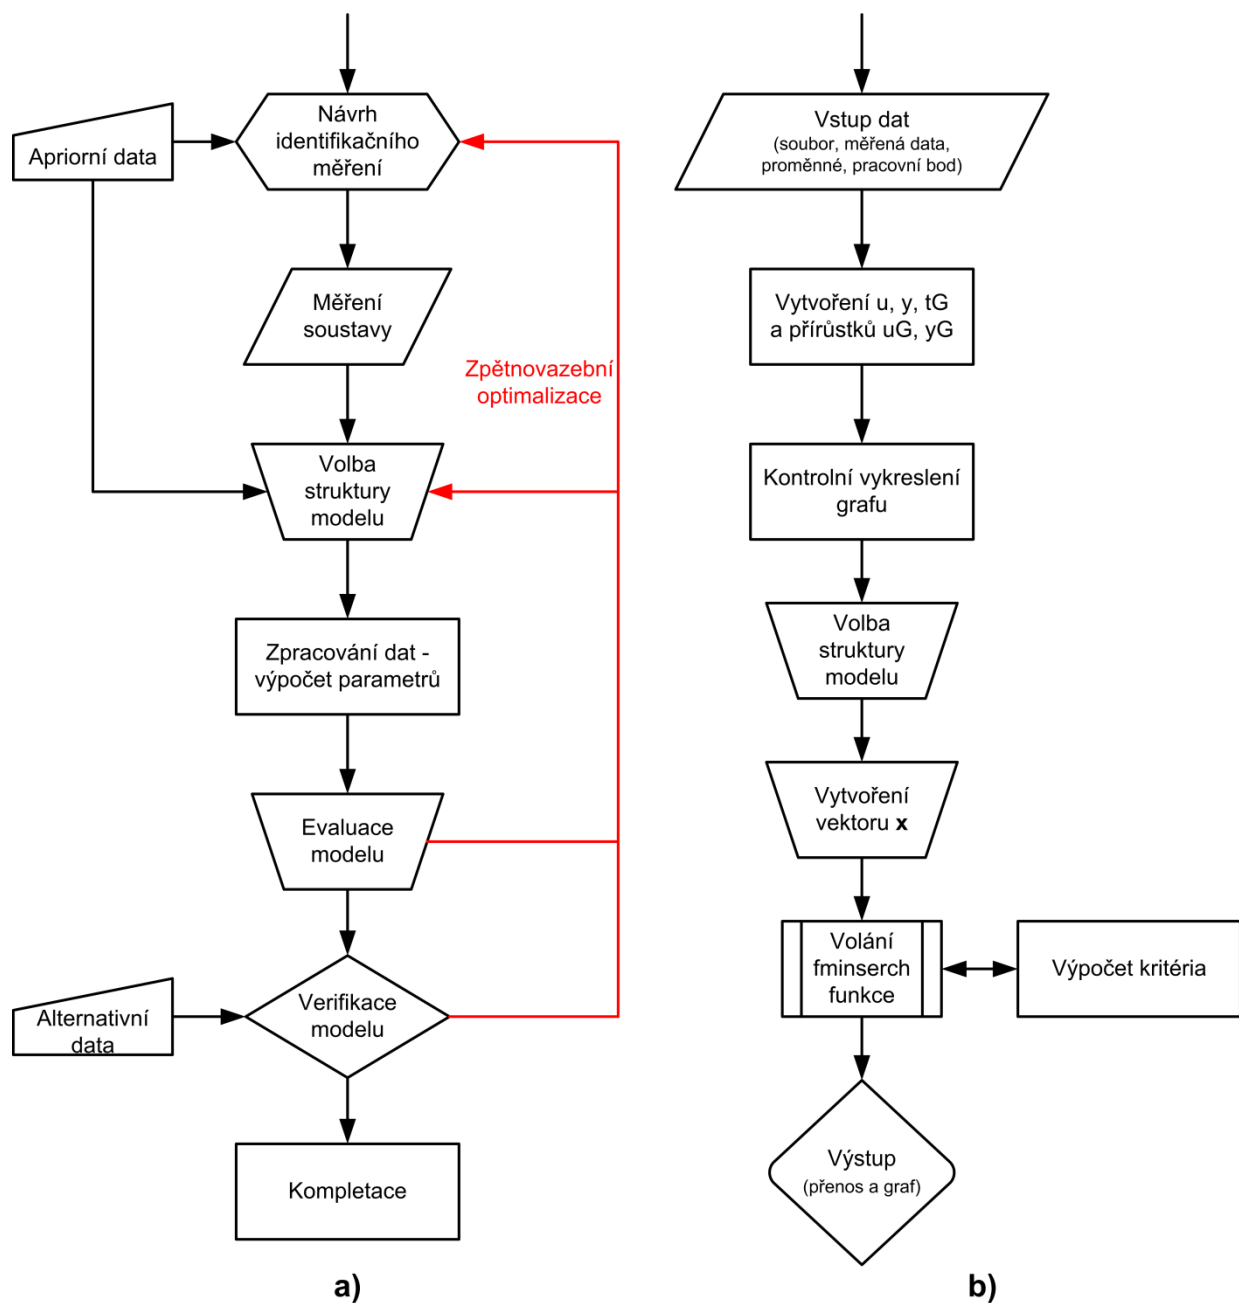 Návrh
identifikačního
měření
Apriorní data
Měření
soustavy
Zpětnovazební
optimalizace
Volba
struktury
modelu
Zpracování dat -
výpočet parametrů
Evaluace
modelu
Verifikace
modelu
Alternativní
data
Kompletace
a)
Vstup dat
(soubor, měřená data,
proměnné, pracovní bod)
Vytvoření u, y, tG
a přírůstků uG, yG
Kontrolní vykreslení
grafu
Volba
struktury
modelu
Vytvoření
vektoru x
Volání
fminserch
funkce
Výpočet kritéria
Výstup
(přenos a graf)
b)